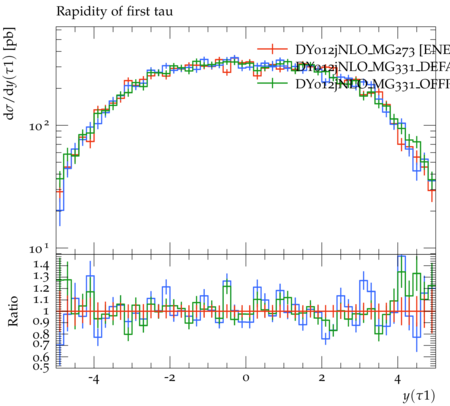 Rapidity of first tau
dσ/dy(τ1) [pb]
DY012jNLO_MG273 [ENE
DY012jNLO_MG331_DEFA
DY012jNLO_MG331_OFFF
10²
10¹
Ratio
1.4
1.3
1.2
1.1
1
0.9
0.8
0.7
0.6
0.5
-4 -2 0 2 4
y(τ1)